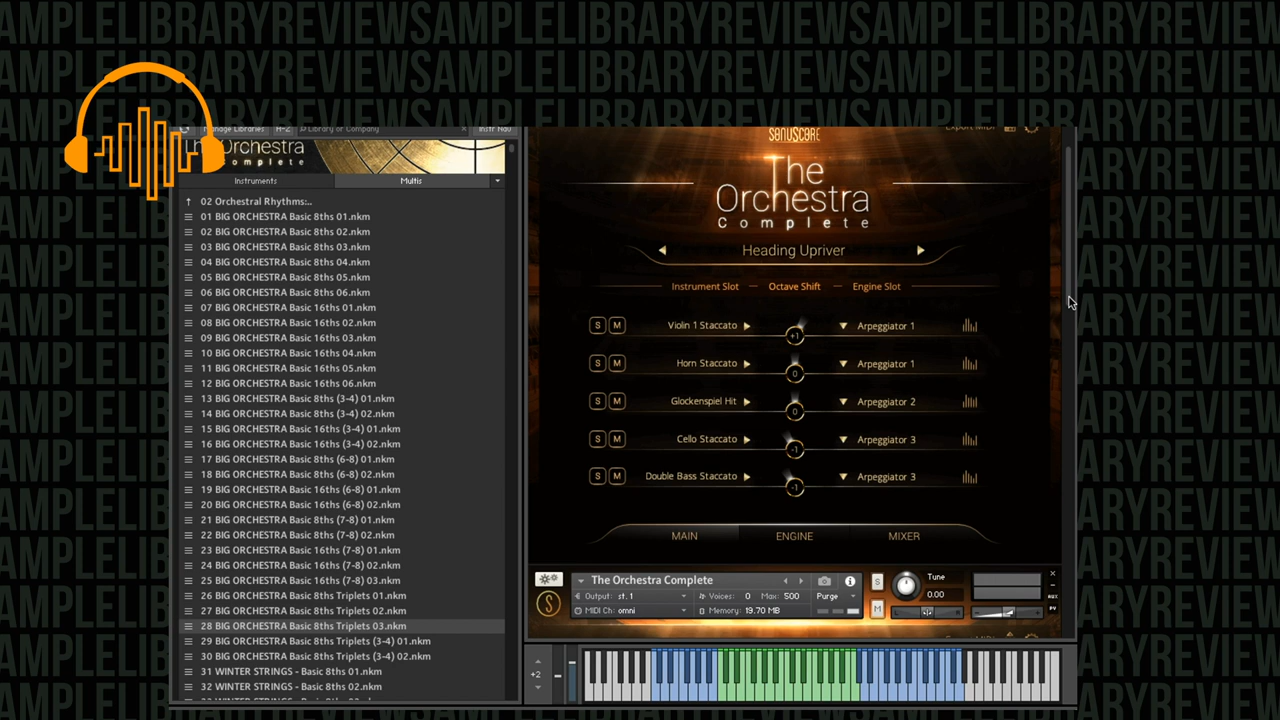 AMPLELIBRARYREVIEWSAMPLELIBRARYREVIEWSAMPLELIBRARYREVIEW
Manage Libraries
A-Z
Library or Company
Instr Nav
The Orchestra
Complete
Instruments
Multis
02 Orchestral Rhythms:..
01 BIG ORCHESTRA Basic 8ths 01.nkm
02 BIG ORCHESTRA Basic 8ths 02.nkm
03 BIG ORCHESTRA Basic 8ths 03.nkm
04 BIG ORCHESTRA Basic 8ths 04.nkm
05 BIG ORCHESTRA Basic 8ths 05.nkm
06 BIG ORCHESTRA Basic 8ths 06.nkm
07 BIG ORCHESTRA Basic 16ths 01.nkm
08 BIG ORCHESTRA Basic 16ths 02.nkm
09 BIG ORCHESTRA Basic 16ths 03.nkm
10 BIG ORCHESTRA Basic 16ths 04.nkm
11 BIG ORCHESTRA Basic 16ths 05.nkm
12 BIG ORCHESTRA Basic 16ths 06.nkm
13 BIG ORCHESTRA Basic 8ths (3-4) 01.nkm
14 BIG ORCHESTRA Basic 8ths (3-4) 02.nkm
15 BIG ORCHESTRA Basic 16ths (3-4) 01.nkm
16 BIG ORCHESTRA Basic 16ths (3-4) 02.nkm
17 BIG ORCHESTRA Basic 8ths (6-8) 01.nkm
18 BIG ORCHESTRA Basic 8ths (6-8) 02.nkm
19 BIG ORCHESTRA Basic 16ths (6-8) 01.nkm
20 BIG ORCHESTRA Basic 16ths (6-8) 02.nkm
21 BIG ORCHESTRA Basic 8ths (7-8) 01.nkm
22 BIG ORCHESTRA Basic 8ths (7-8) 02.nkm
23 BIG ORCHESTRA Basic 16ths (7-8) 01.nkm
24 BIG ORCHESTRA Basic 16ths (7-8) 02.nkm
25 BIG ORCHESTRA Basic 16ths (7-8) 03.nkm
26 BIG ORCHESTRA Basic 8ths Triplets 01.nkm
27 BIG ORCHESTRA Basic 8ths Triplets 02.nkm
28 BIG ORCHESTRA Basic 8ths Triplets 03.nkm
29 BIG ORCHESTRA Basic 8ths Triplets (3-4) 01.nkm
30 BIG ORCHESTRA Basic 8ths Triplets (3-4) 02.nkm
31 WINTER STRINGS - Basic 8ths 01.nkm
32 WINTER STRINGS - Basic 8ths 02.nkm
SONUSCORE
Export MIDI
The
Orchestra
Complete
Heading Upriver
Instrument Slot — Octave Shift — Engine Slot
S M Violin 1 Staccato +1 Arpeggiator 1
S M Horn Staccato 0 Arpeggiator 1
S M Glockenspiel Hit 0 Arpeggiator 2
S M Cello Staccato -1 Arpeggiator 3
S M Double Bass Staccato -1 Arpeggiator 3
MAIN ENGINE MIXER
The Orchestra Complete
Output: st. 1 Voices: 0 Max: 500 Purge
MIDI Ch: omni Memory: 19.70 MB
S
M
Tune
0.00
AUX
PV
+2